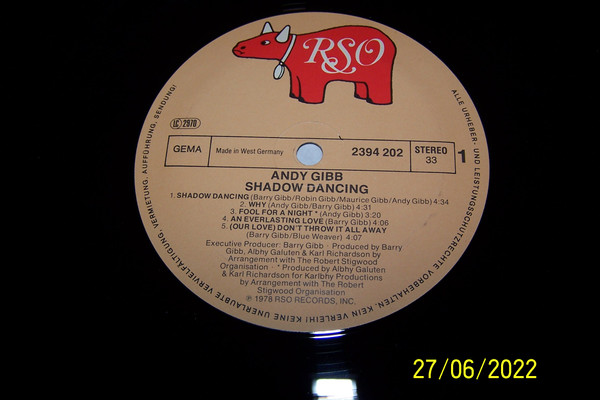 RSO
LC 2970
GEMA
Made in West Germany
2394 202
STEREO
33
1
ANDY GIBB
SHADOW DANCING
1. SHADOW DANCING (Barry Gibb/Robin Gibb/Maurice Gibb/Andy Gibb) 4:34
2. WHY (Andy Gibb/Barry Gibb) 4:31
3. FOOL FOR A NIGHT * (Andy Gibb) 3:20
4. AN EVERLASTING LOVE (Barry Gibb) 4:06
5. (OUR LOVE) DON'T THROW IT ALL AWAY
(Barry Gibb/Blue Weaver) 4:07
Executive Producer: Barry Gibb · Produced by Barry
Gibb, Albhy Galuten & Karl Richardson by
Arrangement with The Robert Stigwood
Organisation · * Produced by Albhy Galuten
& Karl Richardson for Karlbhy Productions
by Arrangement with The Robert
Stigwood Organisation
℗ 1978 RSO RECORDS, INC.
ALLE URHEBER- UND LEISTUNGSSCHUTZRECHTE VORBEHALTEN. KEIN VERLEIH! KEINE UNERLAUBTE VERVIELFÄLTIGUNG, VERMIETUNG, AUFFÜHRUNG, SENDUNG!
27/06/2022